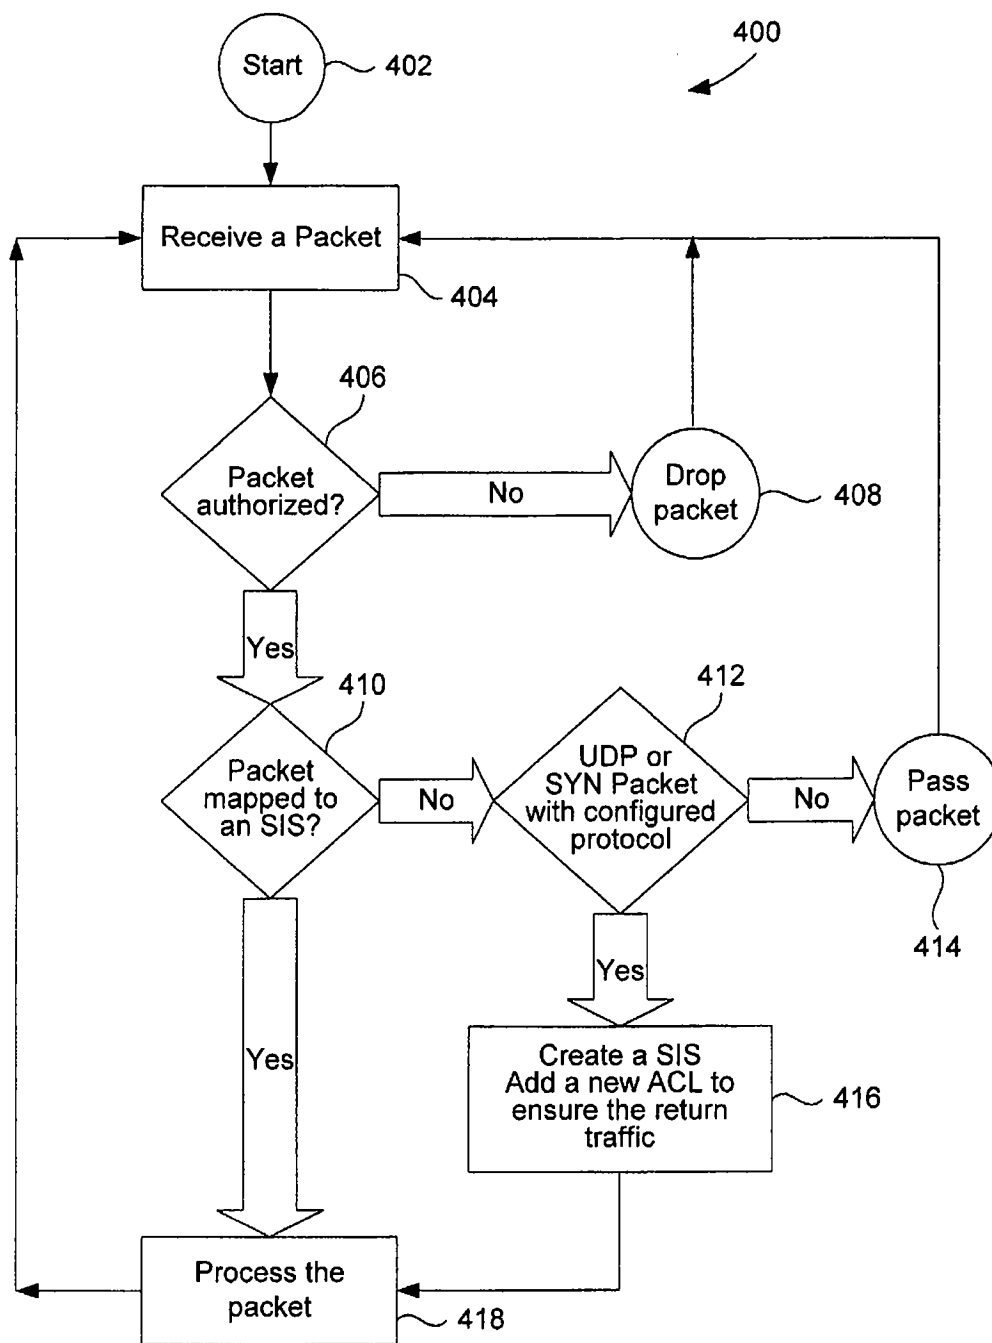 400
Start
402
Receive a Packet
404
406
Packet
authorized?
No
Drop
packet
408
Yes
410
Packet
mapped to
an SIS?
No
412
UDP or
SYN Packet
with configured
protocol
No
Pass
packet
414
Yes
Yes
Create a SIS
Add a new ACL to
ensure the return
traffic
416
Process the
packet
418